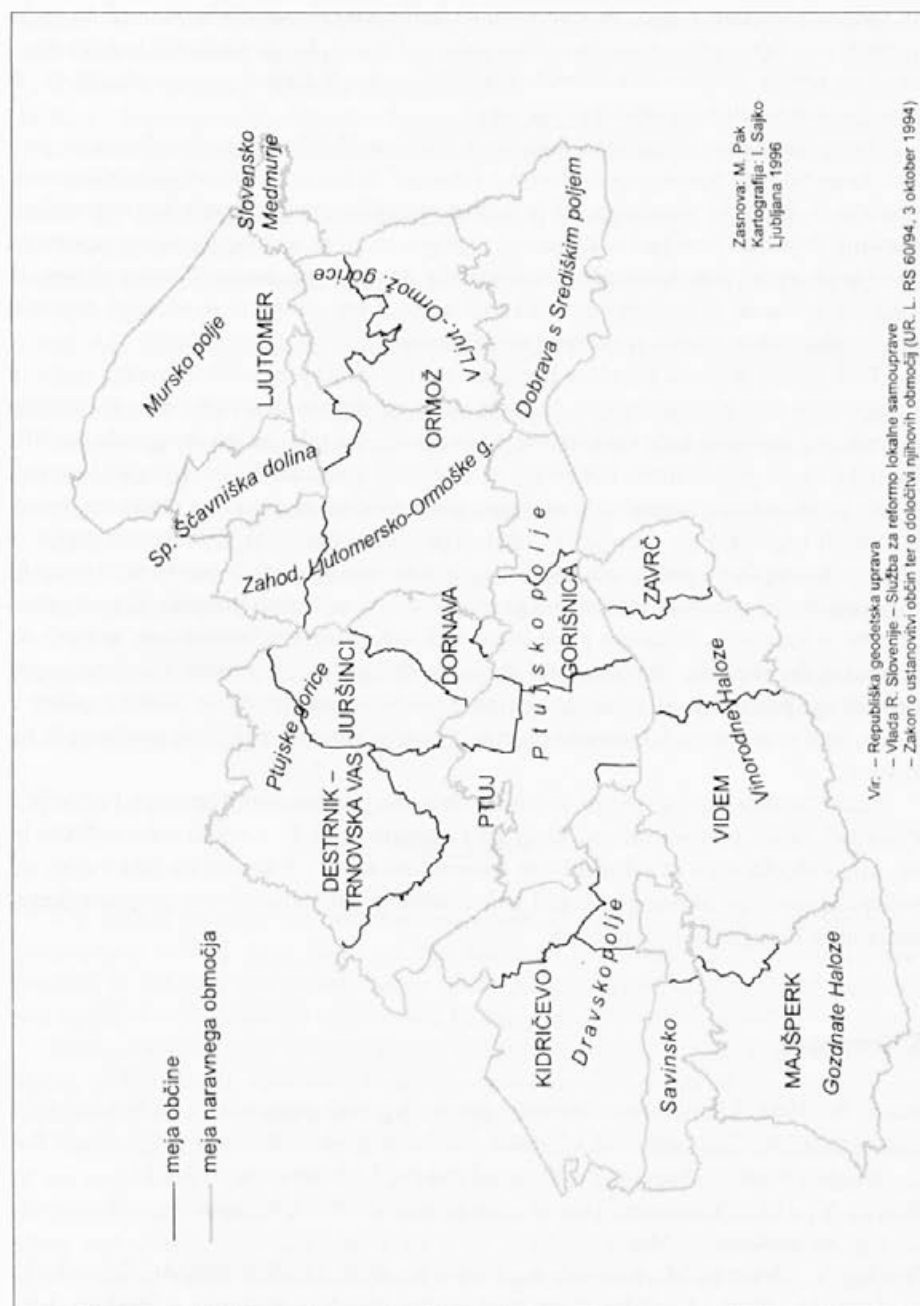 meja občine
meja naravnega območja
Slovensko
Medmurje
Mursko polje
LJUTOMER
Sp. Ščavniška dolina
V Ljut.- Ormož. gorice
ORMOŽ
Zahod. Ljutomersko-Ormoške g.
Dobrava s Središkim poljem
Ptujske gorice
DESTRNIK –
TRNOVSKA VAS
JURŠINCI
DORNAVA
PTUJ
Ptujsko polje
GORIŠNICA
ZAVRČ
KIDRIČEVO
Dravsko polje
VIDEM
Vinorodne Haloze
Savinsko
MAJŠPERK
Gozdnate Haloze
Zasnova: M. Pak
Kartografija: I. Sajko
Ljubljana 1996
Vir: – Republiška geodetska uprava
– Vlada R. Slovenije – Služba za reformo lokalne samouprave
– Zakon o ustanovitvi občin ter o določitvi njihovih območij (UR. L. RS 60/94, 3 oktober 1994)